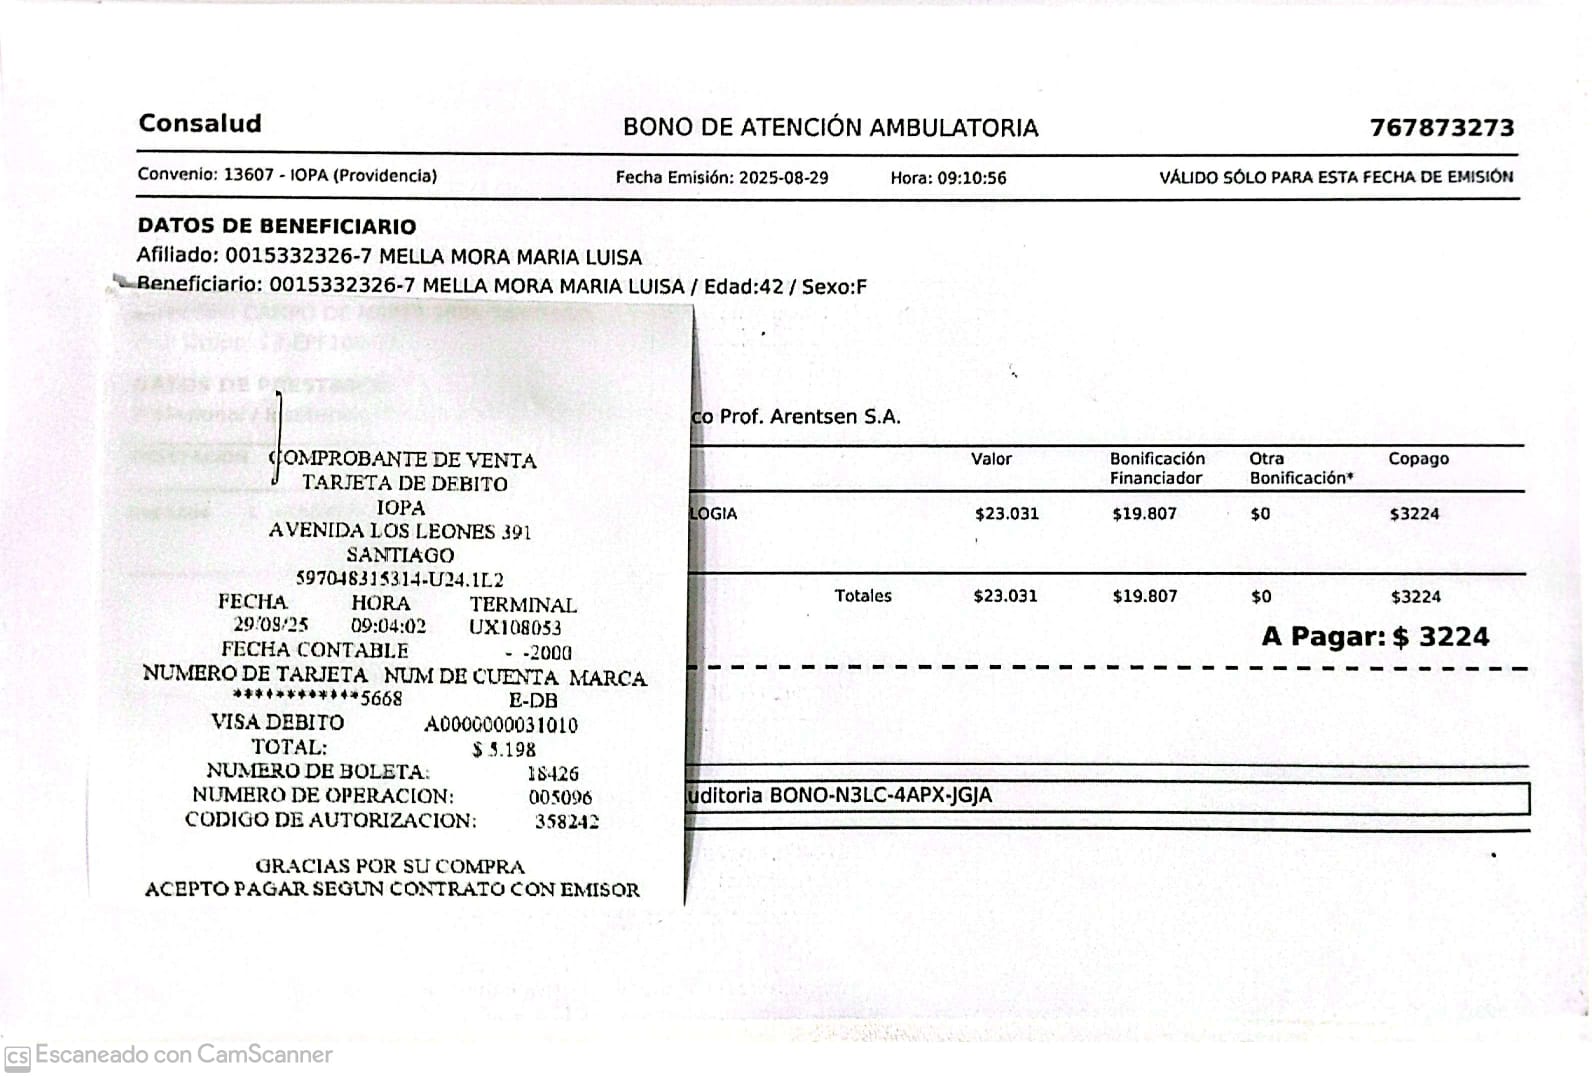 Consalud BONO DE ATENCIÓN AMBULATORIA 767873273
Convenio: 13607 - IOPA (Providencia) Fecha Emisión: 2025-08-29 Hora: 09:10:56 VÁLIDO SÓLO PARA ESTA FECHA DE EMISIÓN
DATOS DE BENEFICIARIO
Afiliado: 0015332326-7 MELLA MORA MARIA LUISA
Beneficiario: 0015332326-7 MELLA MORA MARIA LUISA / Edad:42 / Sexo:F
co Prof. Arentsen S.A.
Valor Bonificación Financiador Otra Bonificación* Copago
LOGIA $23.031 $19.807 $0 $3224
Totales $23.031 $19.807 $0 $3224
A Pagar: $ 3224
uditoria BONO-N3LC-4APX-JGJA
COMPROBANTE DE VENTA
TARJETA DE DEBITO
IOPA
AVENIDA LOS LEONES 391
SANTIAGO
597048315314-U24.1L2
FECHA HORA TERMINAL
29/08/25 09:04:02 UX108053
FECHA CONTABLE - -2000
NUMERO DE TARJETA NUM DE CUENTA MARCA
************5668 E-DB
VISA DEBITO A0000000031010
TOTAL: $
NUMERO DE BOLETA: 18426
NUMERO DE OPERACION: 005096
CODIGO DE AUTORIZACION: 358242
GRACIAS POR SU COMPRA
ACEPTO PAGAR SEGUN CONTRATO CON EMISOR
CS Escaneado con CamScanner